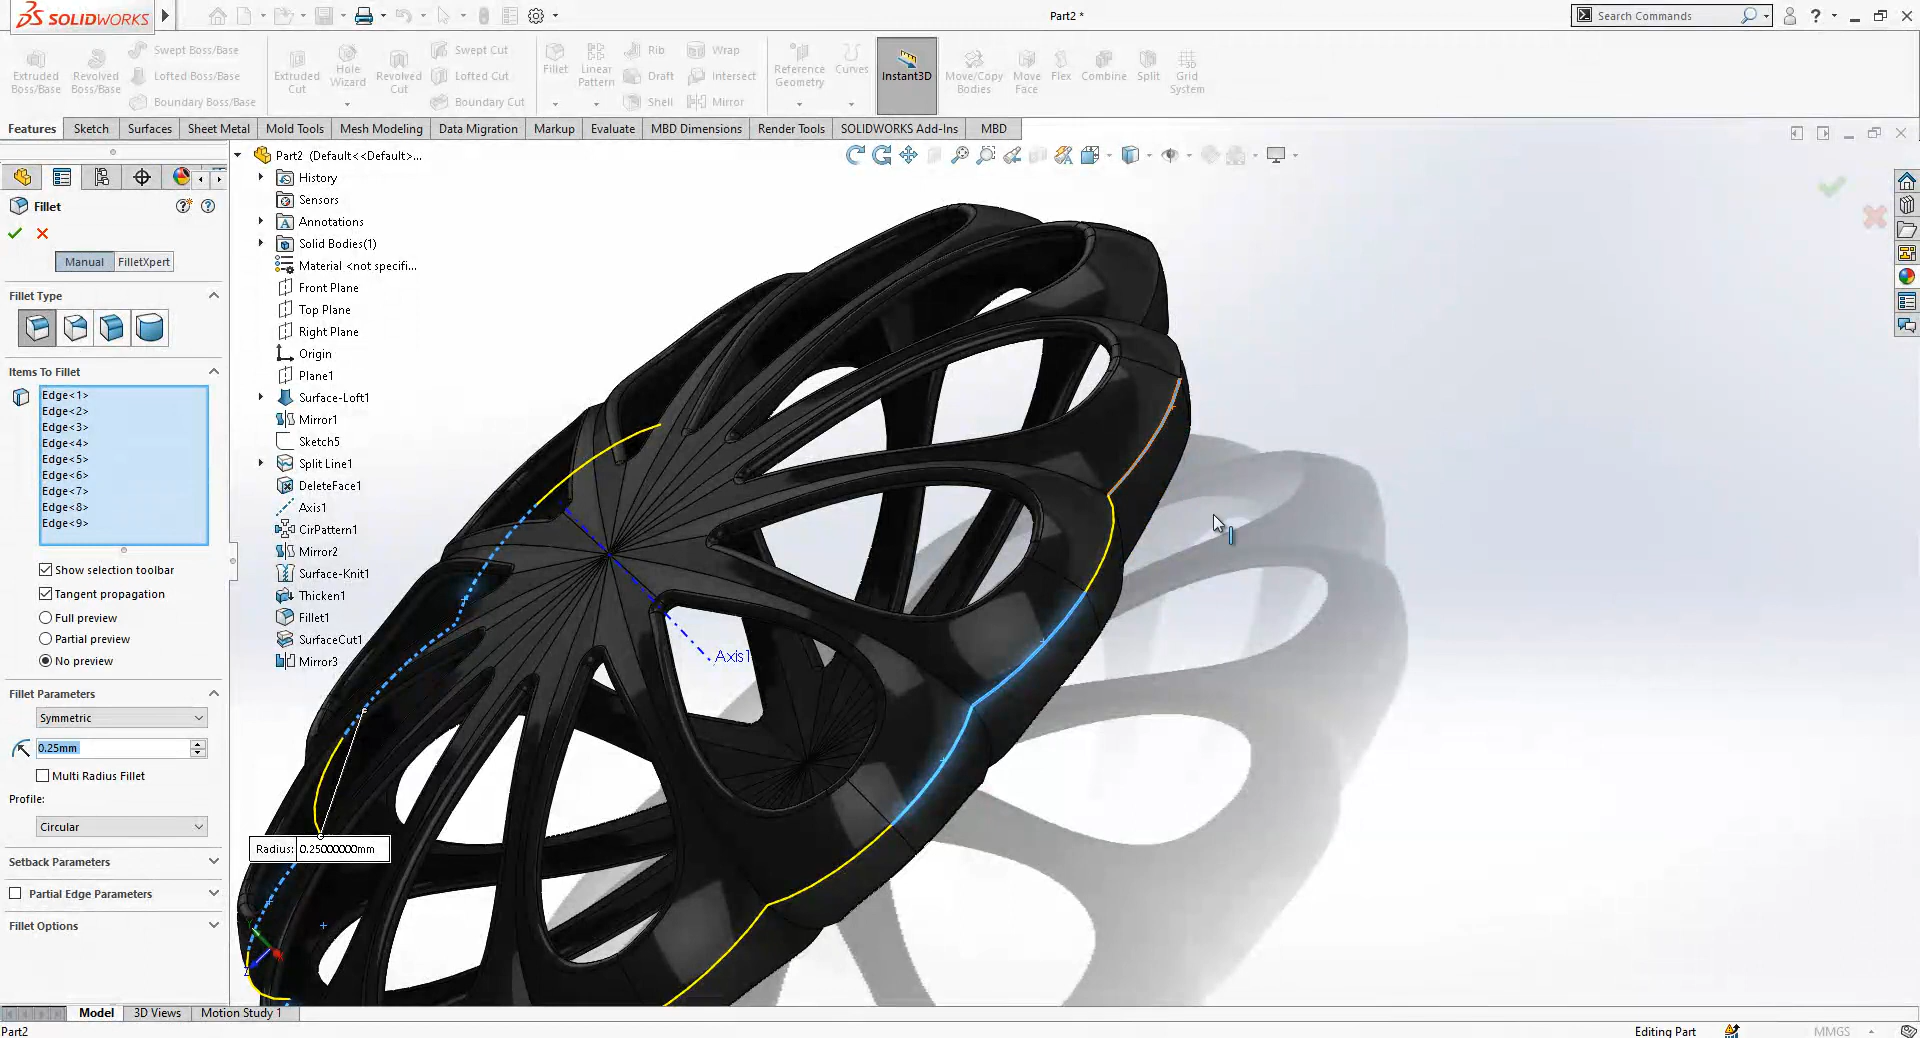 SOLIDWORKS
Part2 *
Search Commands
?
Extruded Boss/Base
Revolved Boss/Base
Swept Boss/Base
Lofted Boss/Base
Boundary Boss/Base
Extruded Cut
Hole Wizard
Revolved Cut
Swept Cut
Lofted Cut
Boundary Cut
Fillet
Linear Pattern
Rib
Draft
Shell
Wrap
Intersect
Mirror
Reference Geometry
Curves
Instant3D
Move/Copy Bodies
Move Face
Flex
Combine
Split
Grid System
Features
Sketch
Surfaces
Sheet Metal
Mold Tools
Mesh Modeling
Data Migration
Markup
Evaluate
MBD Dimensions
Render Tools
SOLIDWORKS Add-Ins
MBD
Fillet
Manual
FilletXpert
Fillet Type
Items To Fillet
Edge<1>
Edge<2>
Edge<3>
Edge<4>
Edge<5>
Edge<6>
Edge<7>
Edge<8>
Edge<9>
Show selection toolbar
Tangent propagation
Full preview
Partial preview
No preview
Fillet Parameters
Symmetric
0.25mm
Multi Radius Fillet
Profile:
Circular
Setback Parameters
Partial Edge Parameters
Fillet Options
Part2 (Default<<Default>...
History
Sensors
Annotations
Solid Bodies(1)
Material <not specifi...
Front Plane
Top Plane
Right Plane
Origin
Plane1
Surface-Loft1
Mirror1
Sketch5
Split Line1
DeleteFace1
Axis1
CirPattern1
Mirror2
Surface-Knit1
Thicken1
Fillet1
SurfaceCut1
Mirror3
Axis1
Radius: 0.25000000mm
Model
3D Views
Motion Study 1
Part2
Editing Part
MMGS